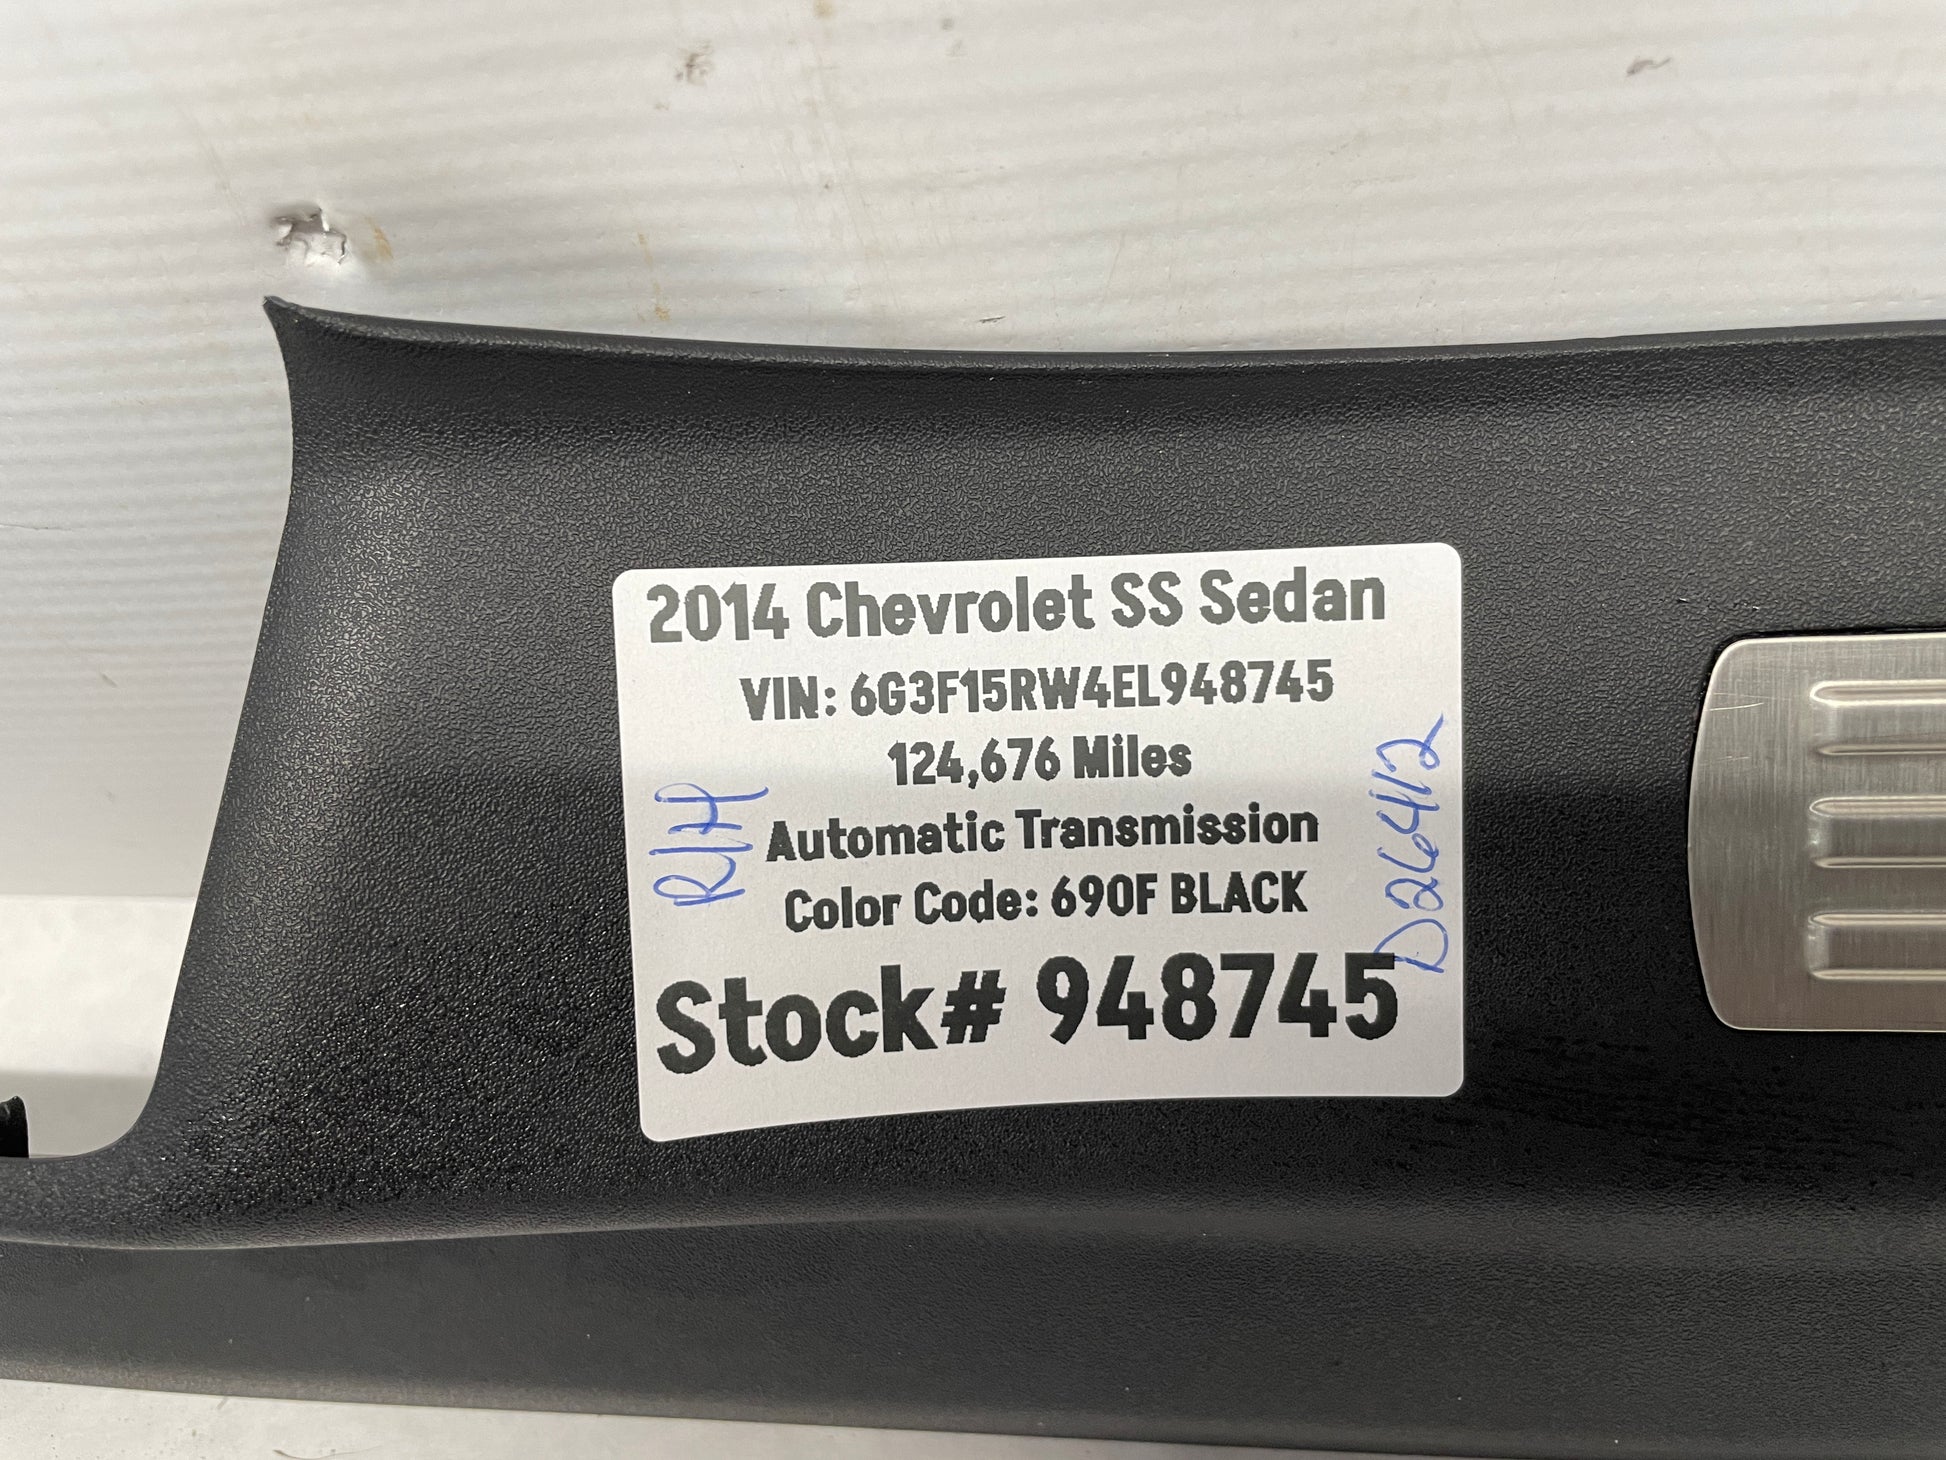 2014 Chevrolet SS Sedan
VIN: 6G3F15RW4EL948745
124,676 Miles
Automatic Transmission
Color Code: 690F BLACK
Stock# 948745
RH
D26412